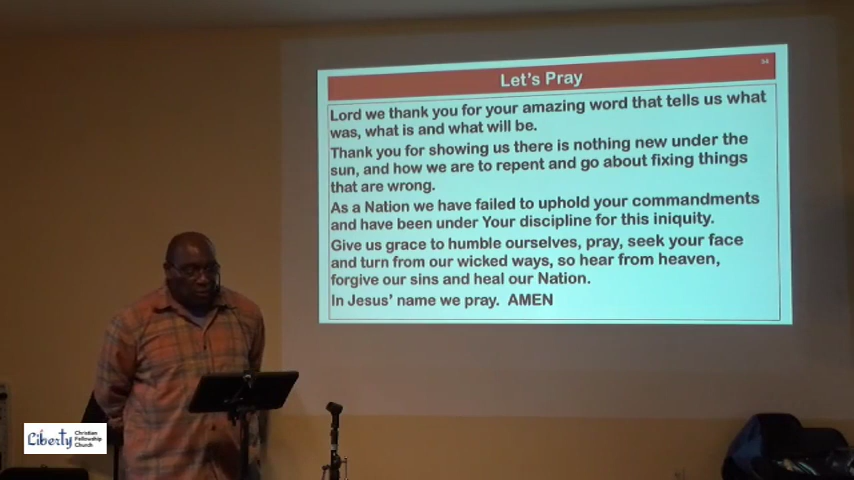 Let's Pray
34
Lord we thank you for your amazing word that tells us what
was, what is and what will be.
Thank you for showing us there is nothing new under the
sun, and how we are to repent and go about fixing things
that are wrong.
As a Nation we have failed to uphold your commandments
and have been under Your discipline for this iniquity.
Give us grace to humble ourselves, pray, seek your face
and turn from our wicked ways, so hear from heaven,
forgive our sins and heal our Nation.
In Jesus' name we pray. AMEN
Liberty
Christian
Fellowship
Church